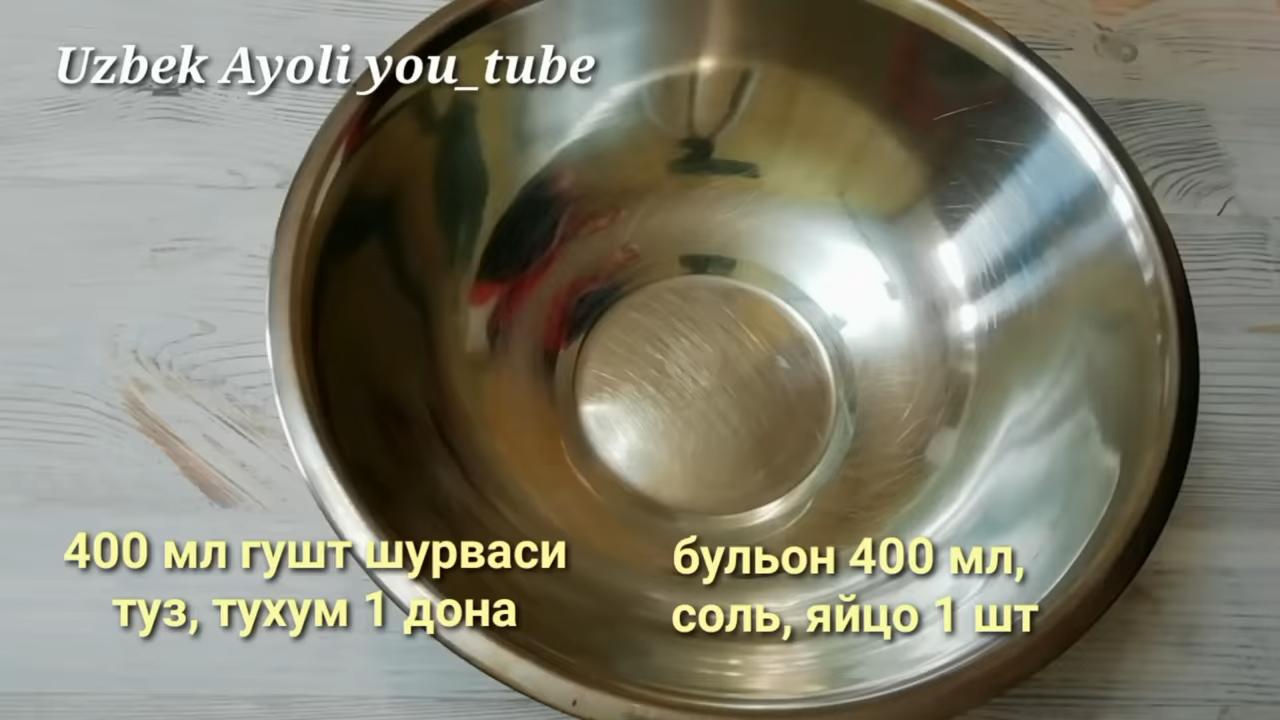 Uzbek Ayoli you_tube
400 мл гушт шурваси
туз, тухум 1 дона
бульон 400 мл,
соль, яйцо 1 шт